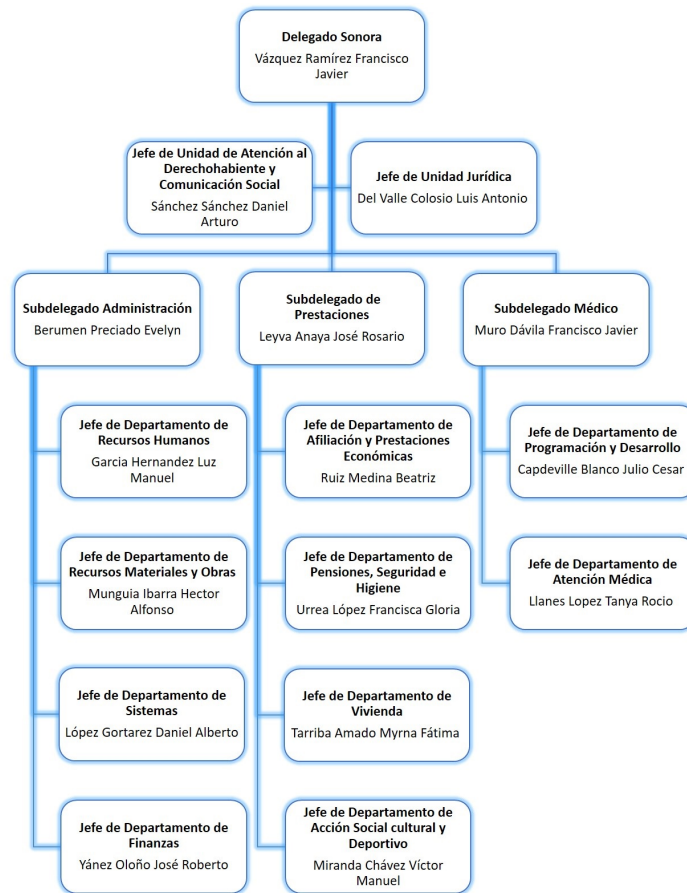 Delegado Sonora
Vázquez Ramírez Francisco
Javier
Jefe de Unidad de Atención al
Derechohabiente y
Comunicación Social
Sánchez Sánchez Daniel
Arturo
Jefe de Unidad Jurídica
Del Valle Colosio Luis Antonio
Subdelegado Administración
Berumen Preciado Evelyn
Subdelegado de
Prestaciones
Leyva Anaya José Rosario
Subdelegado Médico
Muro Dávila Francisco Javier
Jefe de Departamento de
Recursos Humanos
Garcia Hernandez Luz
Manuel
Jefe de Departamento de
Afiliación y Prestaciones
Económicas
Ruiz Medina Beatriz
Jefe de Departamento de
Programación y Desarrollo
Capdeville Blanco Julio Cesar
Jefe de Departamento de
Recursos Materiales y Obras
Munguia Ibarra Hector
Alfonso
Jefe de Departamento de
Pensiones, Seguridad e
Higiene
Urrea López Francisca Gloria
Jefe de Departamento de
Atención Médica
Llanes Lopez Tanya Rocio
Jefe de Departamento de
Sistemas
López Gortarez Daniel Alberto
Jefe de Departamento de
Vivienda
Tarriba Amado Myrna Fátima
Jefe de Departamento de
Finanzas
Yánez Oloño José Roberto
Jefe de Departamento de
Acción Social cultural y
Deportivo
Miranda Chávez Víctor
Manuel